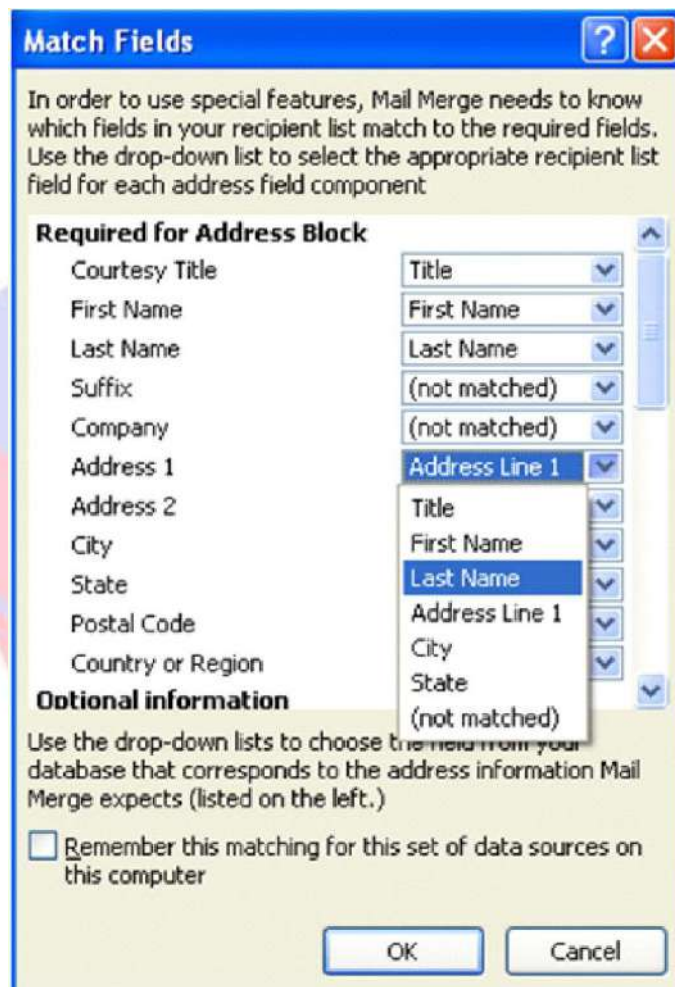 Match Fields
In order to use special features, Mail Merge needs to know
which fields in your recipient list match to the required fields.
Use the drop-down list to select the appropriate recipient list
field for each address field component
Required for Address Block
Courtesy Title Title
First Name First Name
Last Name Last Name
Suffix (not matched)
Company (not matched)
Address 1 Address Line 1
Address 2 Title
City First Name
State Last Name
Postal Code Address Line 1
Country or Region City
State
Optional information (not matched)
Use the drop-down lists to choose the field from your
database that corresponds to the address information Mail
Merge expects (listed on the left.)
Remember this matching for this set of data sources on
this computer
OK Cancel